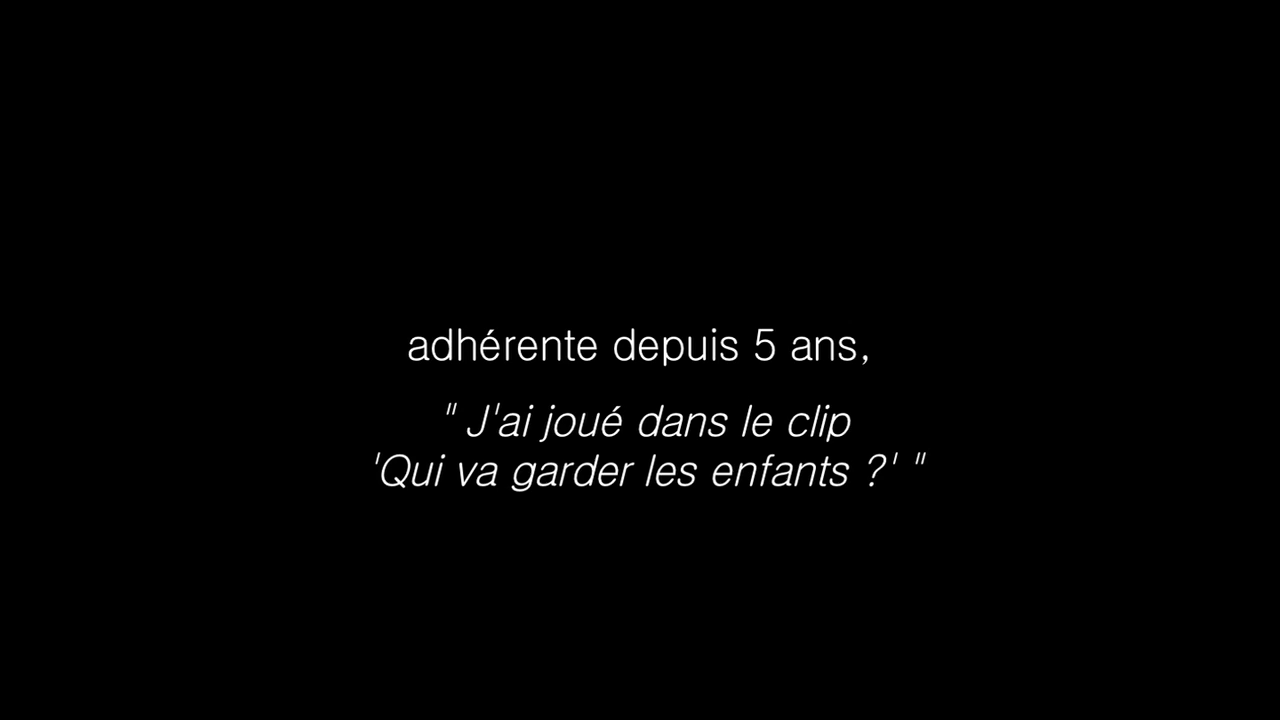 adhérente depuis 5 ans,
" J'ai joué dans le clip
'Qui va garder les enfants ?' "